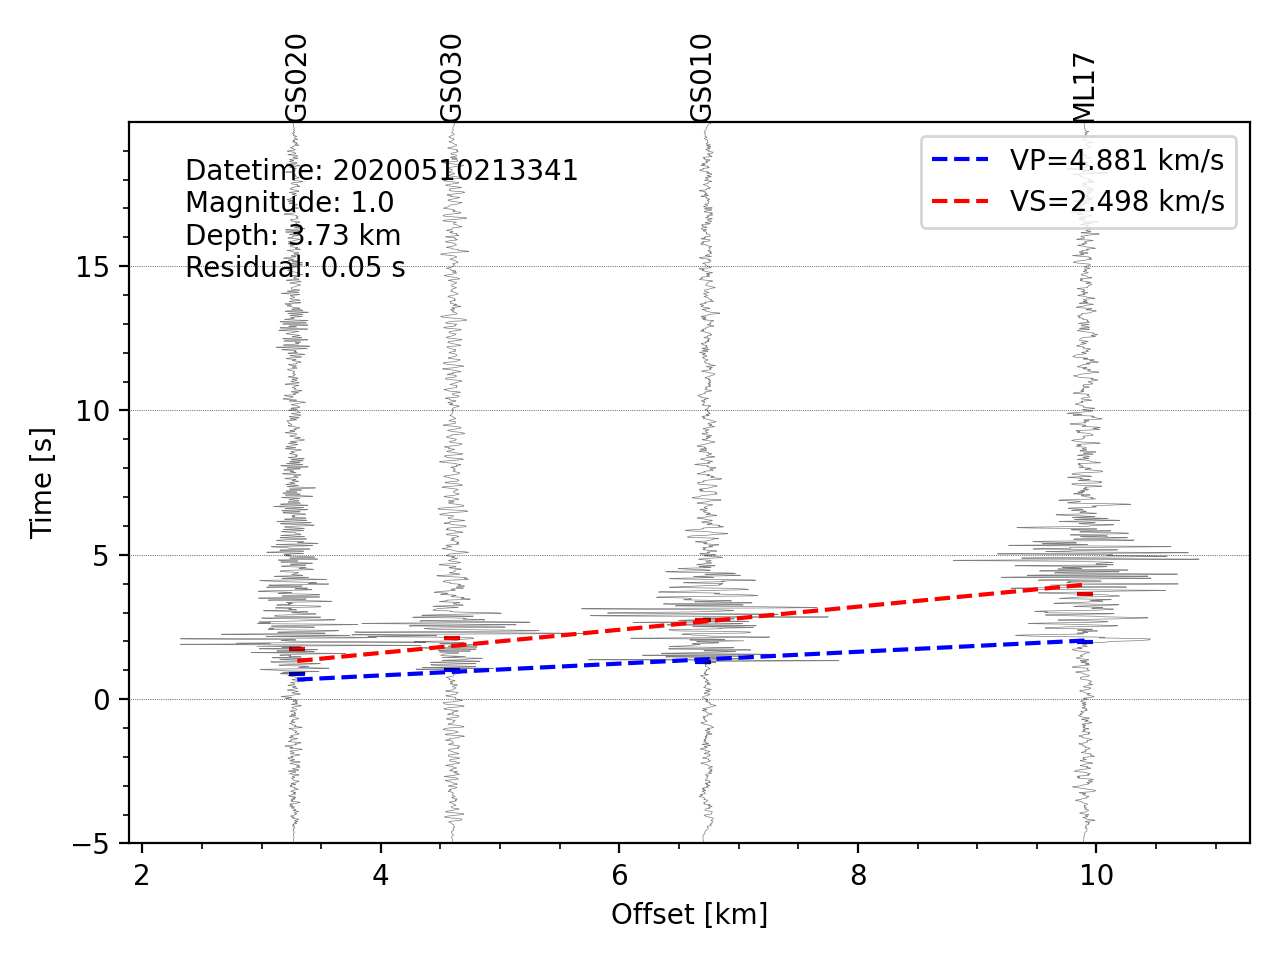 GS020
GS030
GS010
ML17
Datetime: 20200510213341
Magnitude: 1.0
Depth: 3.73 km
Residual: 0.05 s
VP=4.881 km/s
VS=2.498 km/s
15
10
5
0
−5
Time [s]
2
4
6
8
10
Offset [km]